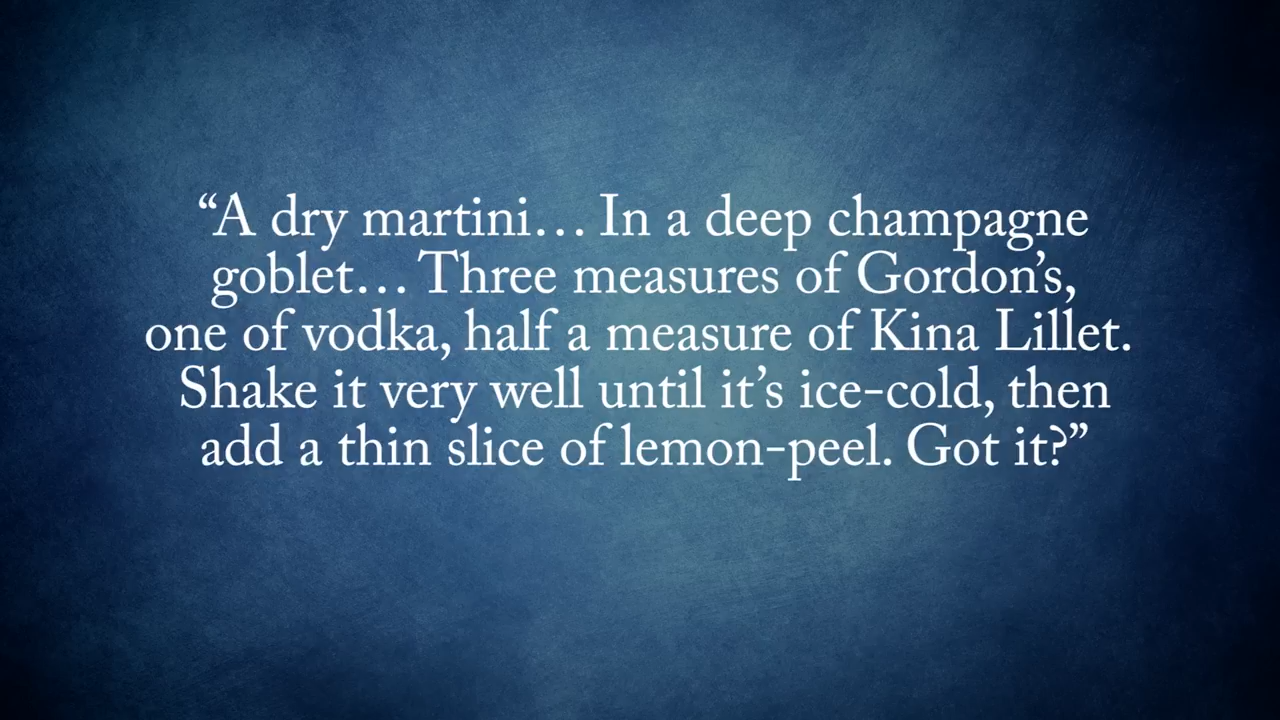 “A dry martini… In a deep champagne
goblet… Three measures of Gordon’s,
one of vodka, half a measure of Kina Lillet.
Shake it very well until it’s ice-cold, then
add a thin slice of lemon-peel. Got it?”